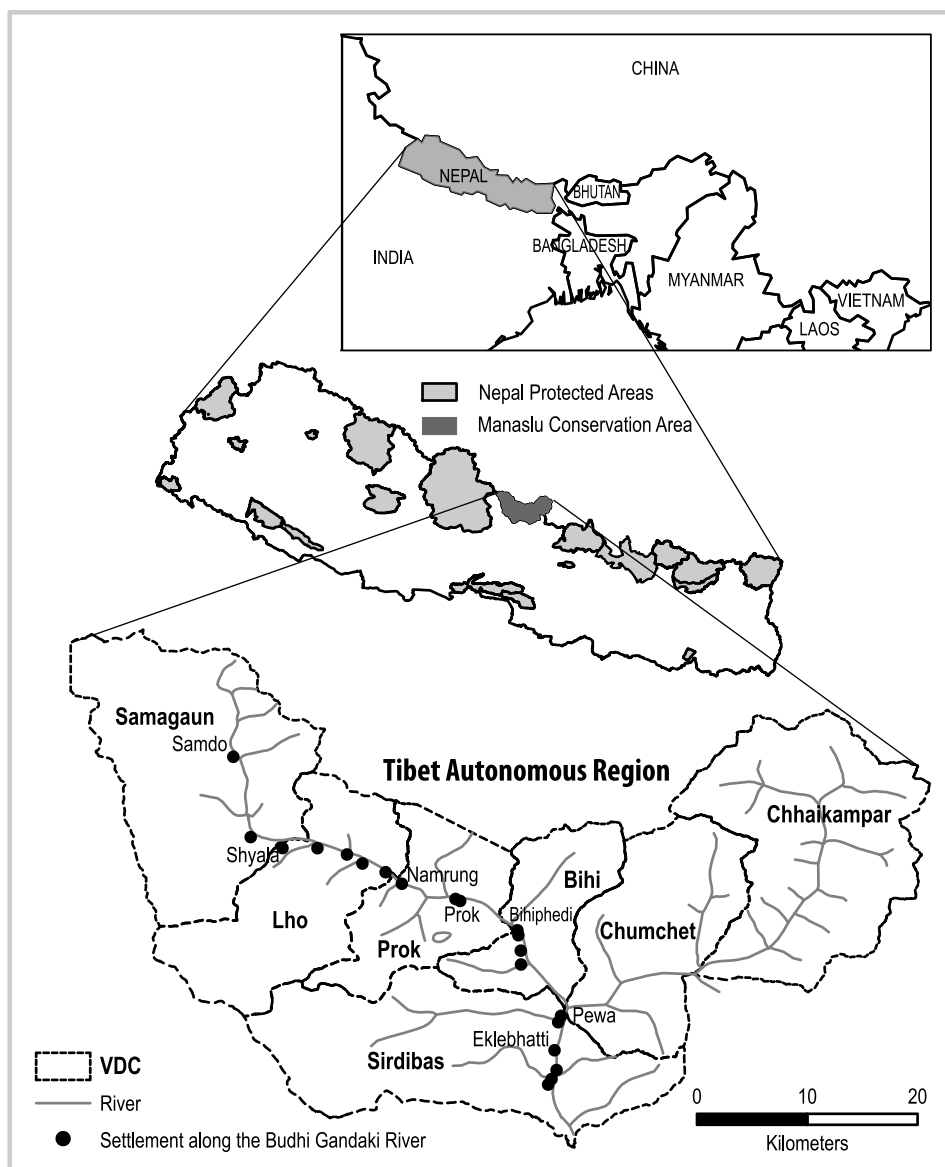 CHINA
NEPAL
BHUTAN
BANGLADESH
INDIA
MYANMAR
VIETNAM
LAOS
Nepal Protected Areas
Manaslu Conservation Area
Samagaun
Samdo
Tibet Autonomous Region
Chhaikampar
Shyala
Namrung
Bihi
Prok
Bihiphedi
Lho
Chumchet
Prok
Pewa
Eklebhatti
Sirdibas
VDC
River
Settlement along the Budhi Gandaki River
0 10 20
Kilometers